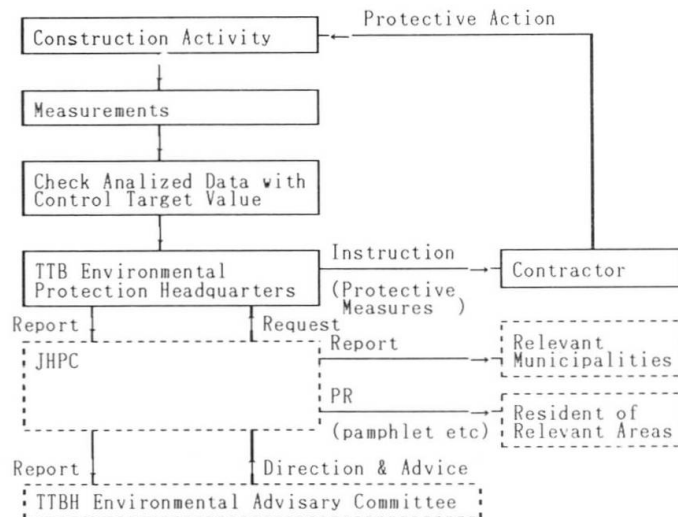 Protective Action
Construction Activity
Measurements
Check Analized Data with
Control Target Value
TTB Environmental
Protection Headquarters
Instruction
(Protective
Measures )
Contractor
Report
Request
JHPC
Report
Relevant
Municipalities
PR
(pamphlet etc)
Resident of
Relevant Areas
Report
Direction & Advice
TTBH Environmental Advisary Committee